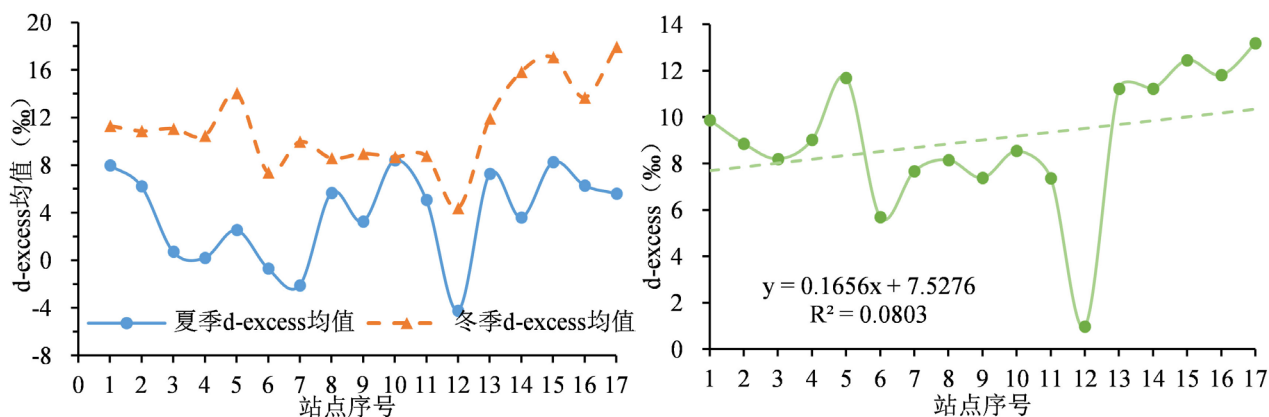 20
16
12
8
4
0
-4
-8
d-excess均值（‰）
夏季d-excess均值
冬季d-excess均值
0 1 2 3 4 5 6 7 8 9 10 11 12 13 14 15 16 17
站点序号
14
12
10
8
6
4
2
0
d-excess（‰）
y = 0.1656x + 7.5276
R² = 0.0803
1 2 3 4 5 6 7 8 9 10 11 12 13 14 15 16 17
站点序号